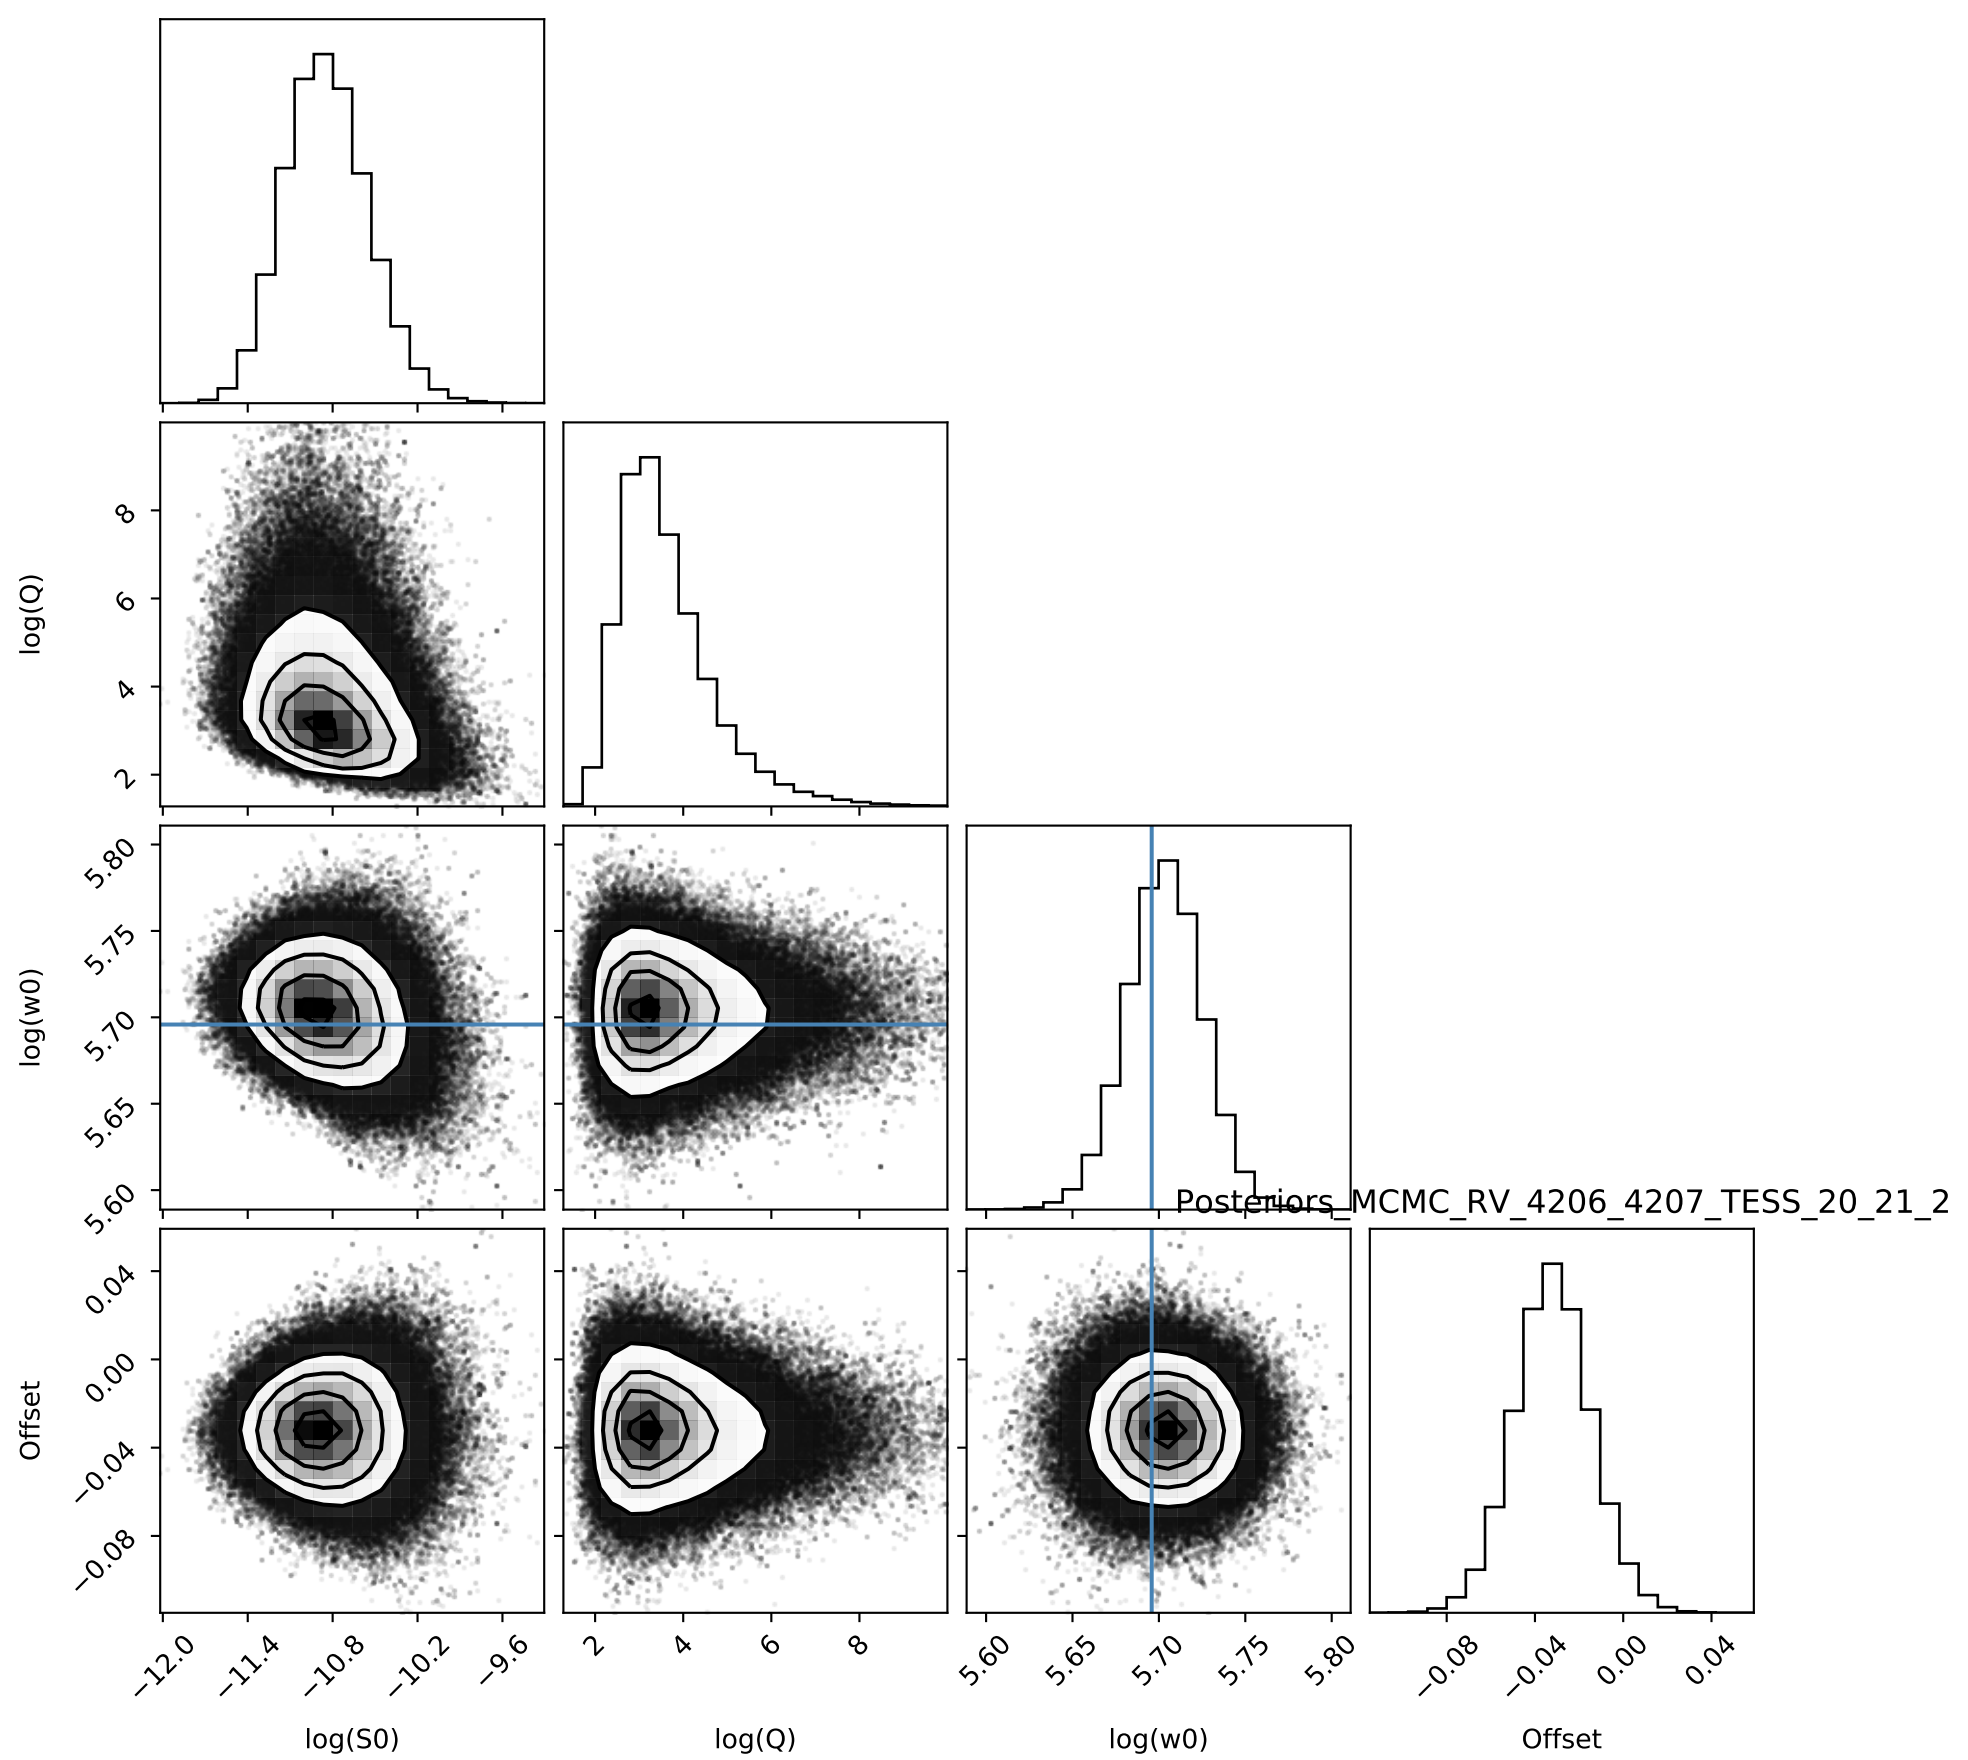 log(Q)
8
6
4
2
log(w0)
5.80
5.75
5.70
5.65
5.60
Posteriors_MCMC_RV_4206_4207_TESS_20_21_2
Offset
0.04
0.00
−0.04
−0.08
−12.0 −11.4 −10.8 −10.2 −9.6 2 4 6 8 5.60 5.65 5.70 5.75 5.80 −0.08 −0.04 0.00 0.04
log(S0) log(Q) log(w0) Offset